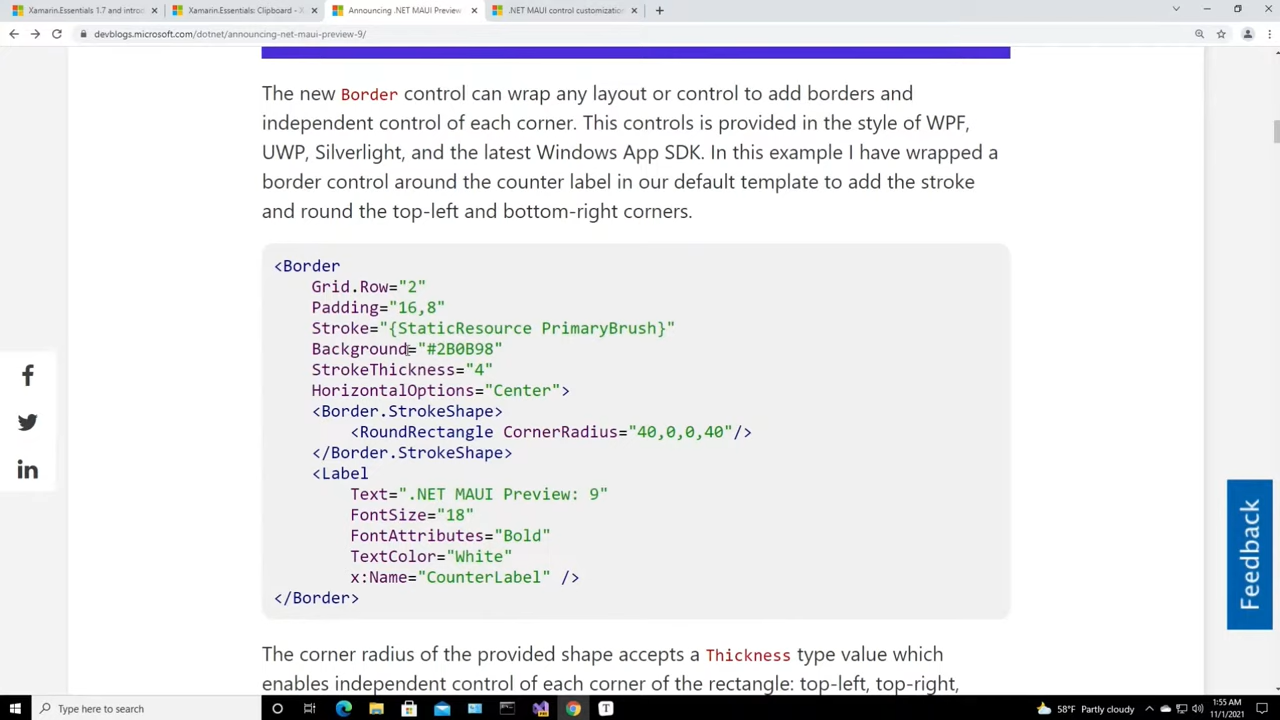 Xamarin.Essentials 1.7 and introd
Xamarin.Essentials: Clipboard - X
Announcing .NET MAUI Preview
.NET MAUI control customization
devblogs.microsoft.com/dotnet/announcing-net-maui-preview-9/
The new Border control can wrap any layout or control to add borders and
independent control of each corner. This controls is provided in the style of WPF,
UWP, Silverlight, and the latest Windows App SDK. In this example I have wrapped a
border control around the counter label in our default template to add the stroke
and round the top-left and bottom-right corners.
<Border
Grid.Row="2"
Padding="16,8"
Stroke="{StaticResource PrimaryBrush}"
Background="#2B0B98"
StrokeThickness="4"
HorizontalOptions="Center">
<Border.StrokeShape>
<RoundRectangle CornerRadius="40,0,0,40"/>
</Border.StrokeShape>
<Label
Text=".NET MAUI Preview: 9"
FontSize="18"
FontAttributes="Bold"
TextColor="White"
x:Name="CounterLabel" />
</Border>
The corner radius of the provided shape accepts a Thickness type value which
enables independent control of each corner of the rectangle: top-left, top-right,
Feedback
Type here to search
58°F Partly cloudy
1:55 AM
11/1/2021